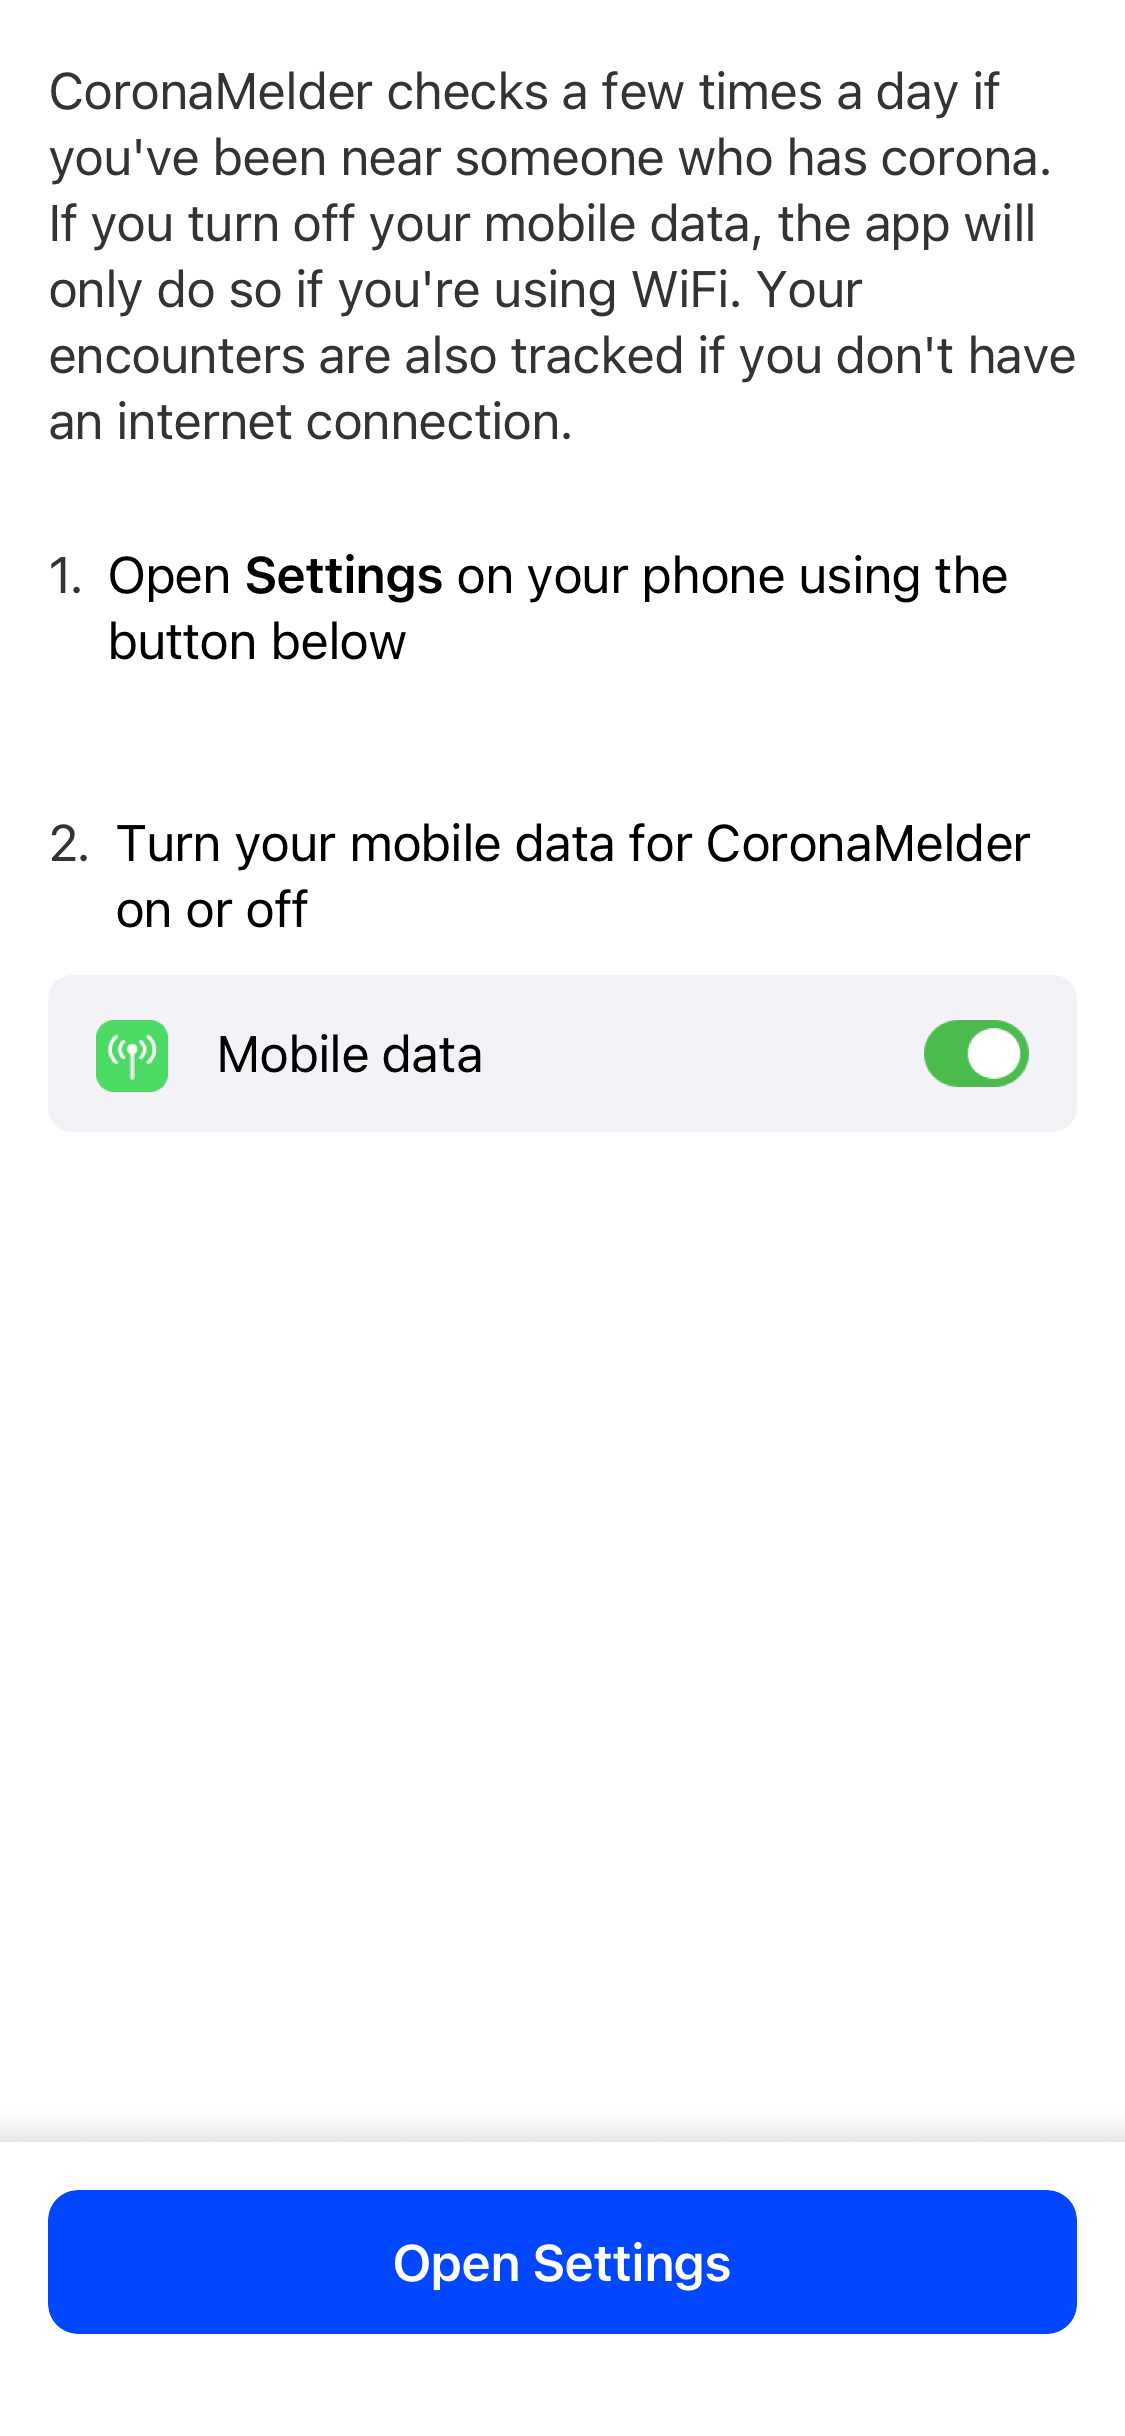 CoronaMelder checks a few times a day if
you've been near someone who has corona.
If you turn off your mobile data, the app will
only do so if you're using WiFi. Your
encounters are also tracked if you don't have
an internet connection.
1. Open Settings on your phone using the
button below
2. Turn your mobile data for CoronaMelder
on or off
Mobile data
Open Settings